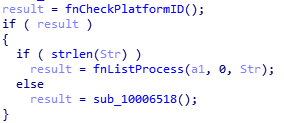 result = fnCheckPlatformID();
if ( result )
{
  if ( strlen(Str) )
    result = fnListProcess(a1, 0, Str);
  else
    result = sub_10006518();
}